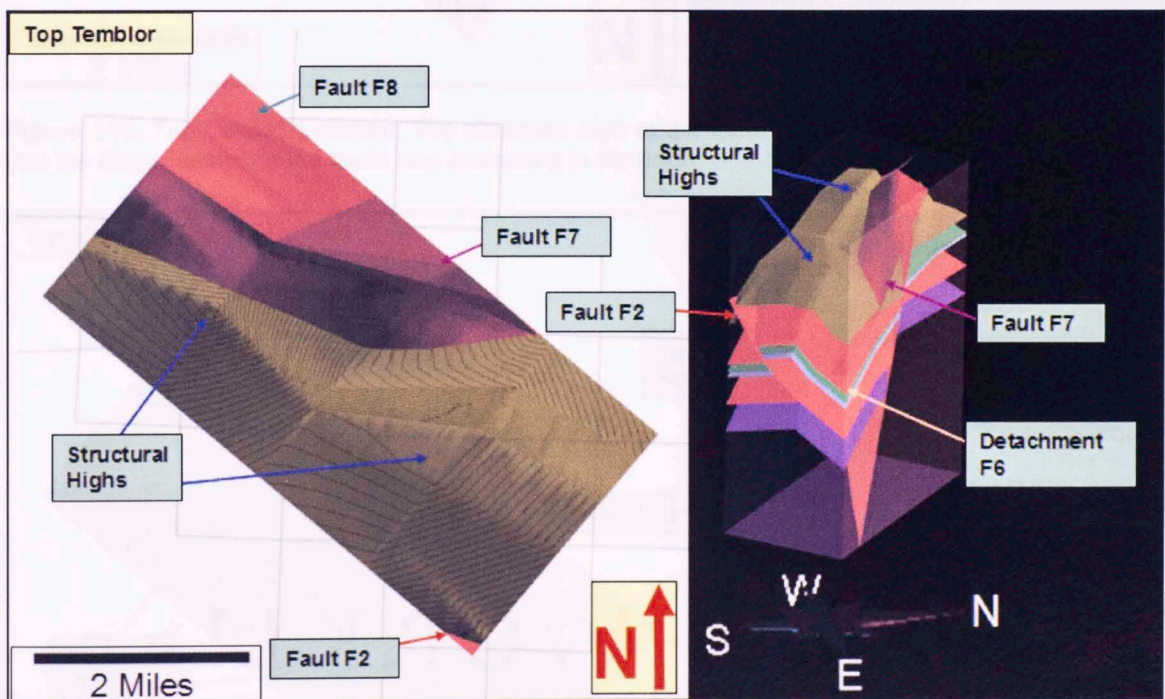 Top Temblor
Fault F8
Fault F7
Structural
Highs
Fault F2
N
2 Miles
Structural
Highs
Fault F2
Fault F7
Detachment
F6
W
S
N
E